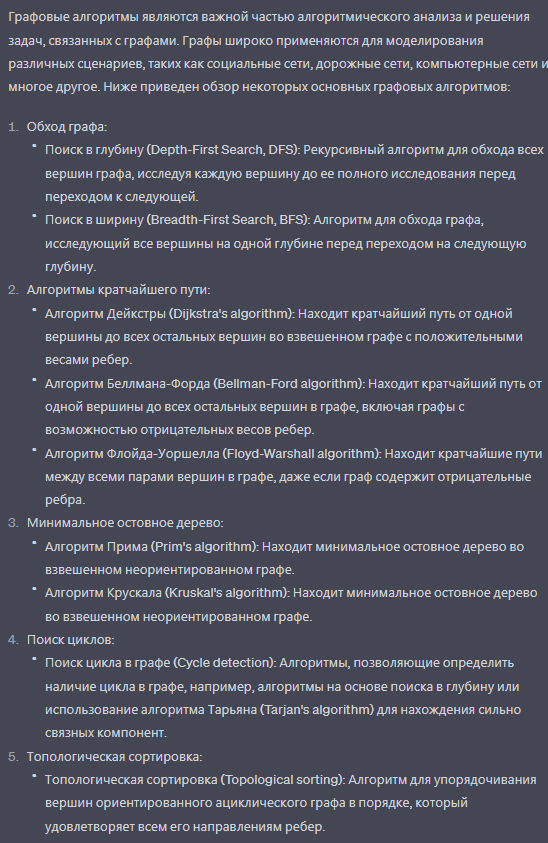 Графовые алгоритмы являются важной частью алгоритмического анализа и решения
задач, связанных с графами. Графы широко применяются для моделирования
различных сценариев, таких как социальные сети, дорожные сети, компьютерные сети и
многое другое. Ниже приведен обзор некоторых основных графовых алгоритмов:
1. Обход графа:
• Поиск в глубину (Depth-First Search, DFS): Рекурсивный алгоритм для обхода всех
вершин графа, исследуя каждую вершину до ее полного исследования перед
переходом к следующей.
• Поиск в ширину (Breadth-First Search, BFS): Алгоритм для обхода графа,
исследующий все вершины на одной глубине перед переходом на следующую
глубину.
2. Алгоритмы кратчайшего пути:
• Алгоритм Дейкстры (Dijkstra's algorithm): Находит кратчайший путь от одной
вершины до всех остальных вершин во взвешенном графе с положительными
весами ребер.
• Алгоритм Беллмана-Форда (Bellman-Ford algorithm): Находит кратчайший путь от
одной вершины до всех остальных вершин в графе, включая графы с
возможностью отрицательных весов ребер.
• Алгоритм Флойда-Уоршелла (Floyd-Warshall algorithm): Находит кратчайшие пути
между всеми парами вершин в графе, даже если граф содержит отрицательные
ребра.
3. Минимальное остовное дерево:
• Алгоритм Прима (Prim's algorithm): Находит минимальное остовное дерево во
взвешенном неориентированном графе.
• Алгоритм Крускала (Kruskal's algorithm): Находит минимальное остовное дерево
во взвешенном неориентированном графе.
4. Поиск циклов:
• Поиск цикла в графе (Cycle detection): Алгоритмы, позволяющие определить
наличие цикла в графе, например, алгоритмы на основе поиска в глубину или
использование алгоритма Тарьяна (Tarjan's algorithm) для нахождения сильно
связных компонент.
5. Топологическая сортировка:
• Топологическая сортировка (Topological sorting): Алгоритм для упорядочивания
вершин ориентированного ациклического графа в порядке, который
удовлетворяет всем его направлениям ребер.